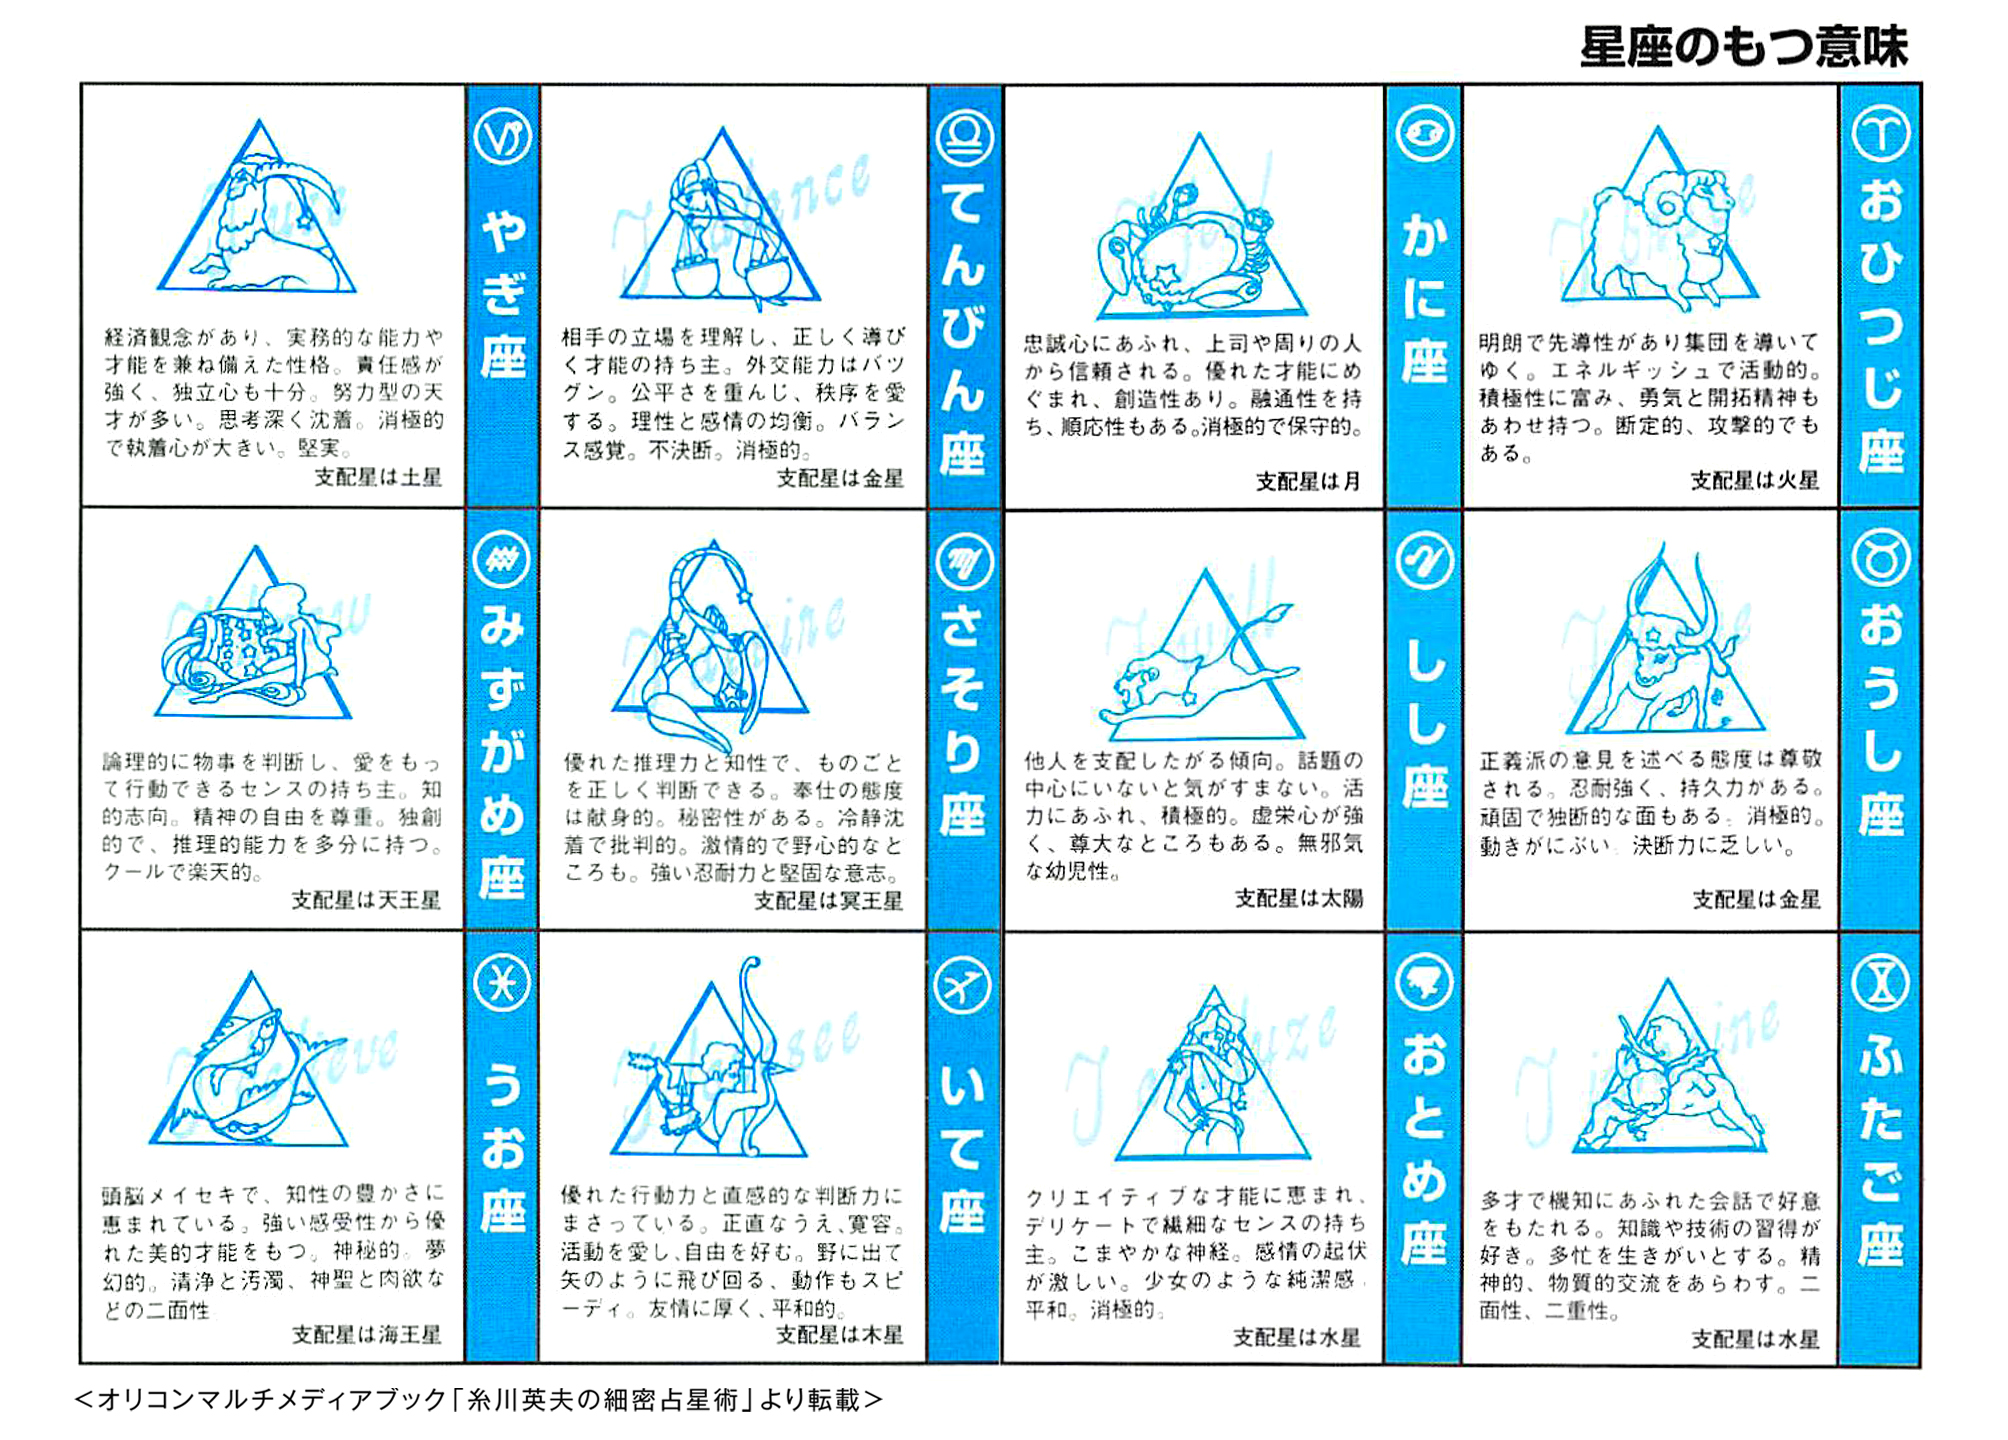 星座のもつ意味
おひつじ座
明朗で先導性があり集団を導いて
ゆく。エネルギッシュで活動的。
積極性に富み、勇気と開拓精神も
あわせ持つ。断定的、攻撃的でも
ある。
支配星は火星
おうし座
正義派の意見を述べる態度は尊敬
される。忍耐強く、持久力がある。
頑固で独断的な面もある。消極的。
動きがにぶい。決断力に乏しい。
支配星は金星
ふたご座
多才で機知にあふれた会話で好意
をもたれる。知識や技術の習得が
好き。多忙を生きがいとする。精
神的、物質的交流をあらわす。二
面性、二重性。
支配星は水星
かに座
忠誠心にあふれ、上司や周りの人
から信頼される。優れた才能にめ
ぐまれ、創造性あり。融通性を持
ち、順応性もある。消極的で保守的。
支配星は月
しし座
他人を支配したがる傾向。話題の
中心にいないと気がすまない。活
力にあふれ、積極的。虚栄心が強
く、尊大なところもある。無邪気
な幼児性。
支配星は太陽
おとめ座
クリエイティブな才能に恵まれ、
デリケートで繊細なセンスの持ち
主。こまやかな神経。感情の起伏
が激しい。少女のような純潔感。
平和。消極的。
支配星は水星
てんびん座
相手の立場を理解し、正しく導び
く才能の持ち主。外交能力はバツ
グン。公平さを重んじ、秩序を愛
する。理性と感情の均衡。バラン
ス感覚。不決断。消極的。
支配星は金星
さそり座
優れた推理力と知性で、ものごと
を正しく判断できる。奉仕の態度
は献身的。秘密性がある。冷静沈
着で批判的。激情的で野心的なと
ころも。強い忍耐力と堅固な意志。
支配星は冥王星
いて座
優れた行動力と直感的な判断力に
まさっている。正直なうえ、寛容。
活動を愛し、自由を好む。野に出て
矢のように飛び回る、動作もスピ
ーディ。友情に厚く、平和的。
支配星は木星
やぎ座
経済観念があり、実務的な能力や
才能を兼ね備えた性格。責任感が
強く、独立心も十分。努力型の天
才が多い。思考深く沈着。消極的
で執着心が大きい。堅実。
支配星は土星
みずがめ座
論理的に物事を判断し、愛をもっ
て行動できるセンスの持ち主。知
的志向。精神の自由を尊重。独創
的で、推理的能力を多分に持つ。
クールで楽天的。
支配星は天王星
うお座
頭脳メイセキで、知性の豊かさに
恵まれている。強い感受性から優
れた美的才能をもつ。神秘的。夢
幻的。清浄と汚濁、神聖と肉欲な
どの二面性
支配星は海王星
＜オリコンマルチメディアブック「糸川英夫の細密占星術」より転載＞